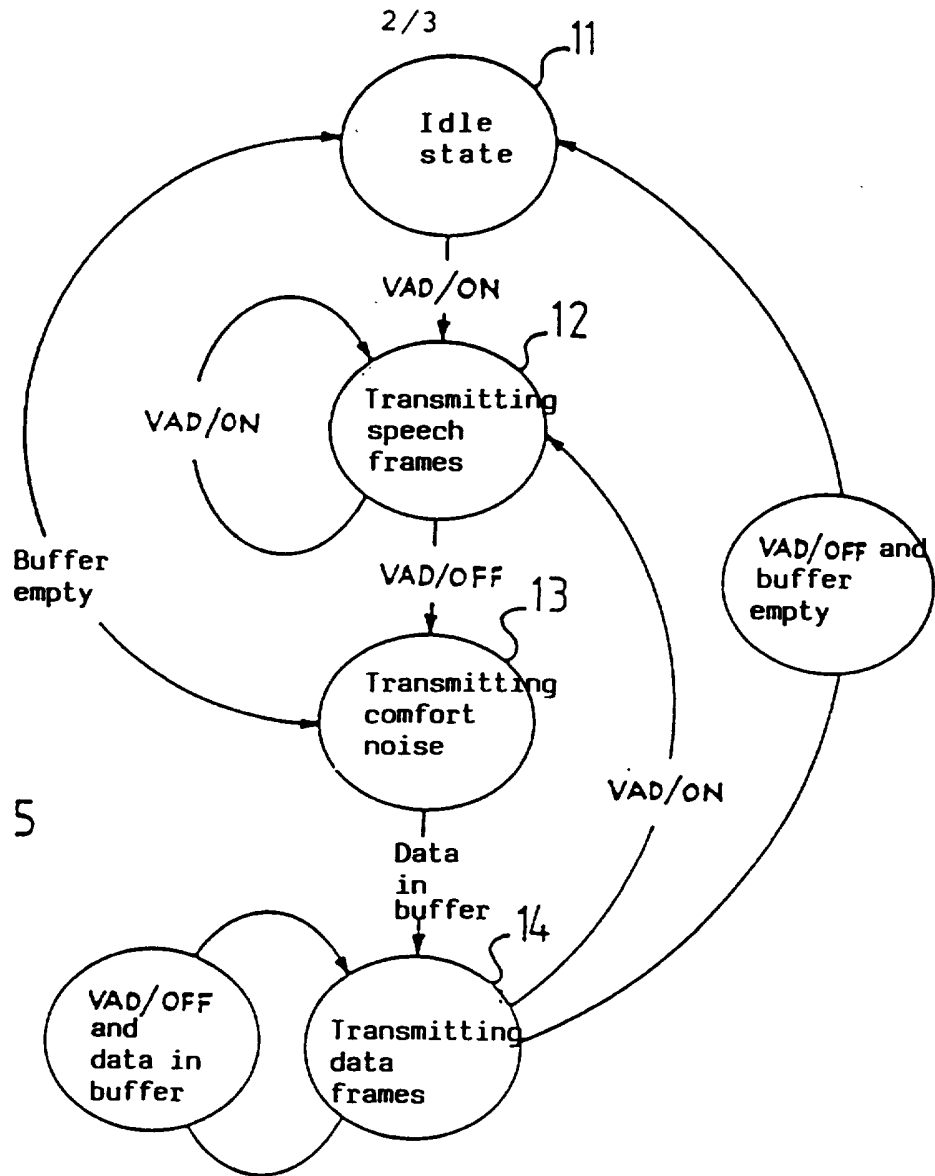 2/3
11
Idle
state
VAD/ON
12
Transmitting
speech
frames
VAD/ON
Buffer
empty
VAD/OFF
VAD/OFF and
buffer
empty
13
Transmitting
comfort
noise
VAD/ON
5
Data
in
buffer
14
VAD/OFF
and
data in
buffer
Transmitting
data
frames